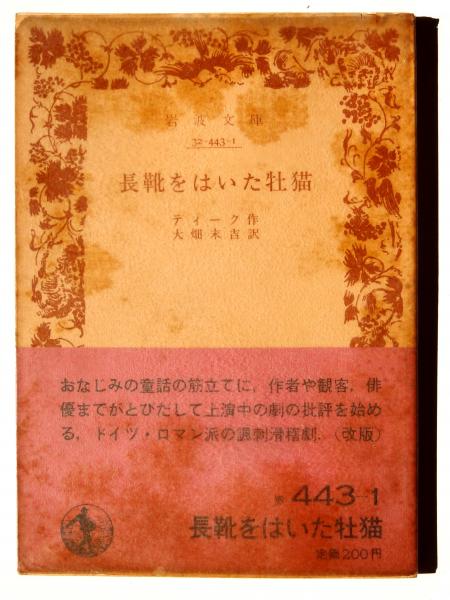 岩波文庫
32-443-1
長靴をはいた牡猫
ティーク作
大畑末吉訳
おなじみの童話の筋立てに，作者や観客，俳
優までがとびだして上演中の劇の批評を始め
る，ドイツ・ロマン派の諷刺滑稽劇．（改版）
443-1
長靴をはいた牡猫
定価200円